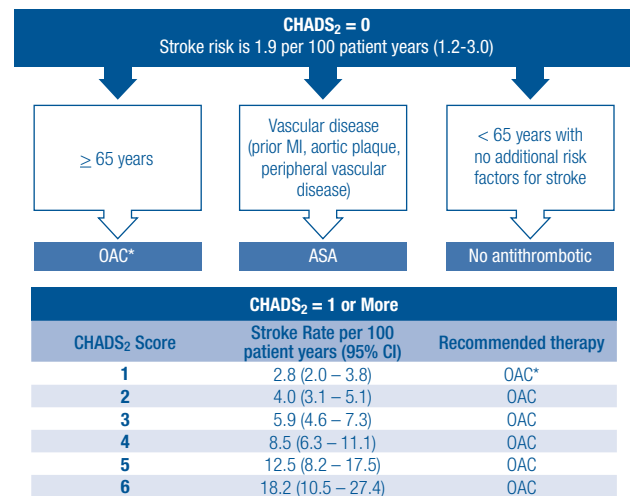 CHADS₂ = 0
Stroke risk is 1.9 per 100 patient years (1.2-3.0)
≥ 65 years
Vascular disease
(prior MI, aortic plaque,
peripheral vascular
disease)
< 65 years with
no additional risk
factors for stroke
OAC*
ASA
No antithrombotic
CHADS₂ = 1 or More
CHADS₂ Score
Stroke Rate per 100
patient years (95% CI)
Recommended therapy
1 2.8 (2.0 – 3.8) OAC*
2 4.0 (3.1 – 5.1) OAC
3 5.9 (4.6 – 7.3) OAC
4 8.5 (6.3 – 11.1) OAC
5 12.5 (8.2 – 17.5) OAC
6 18.2 (10.5 – 27.4) OAC